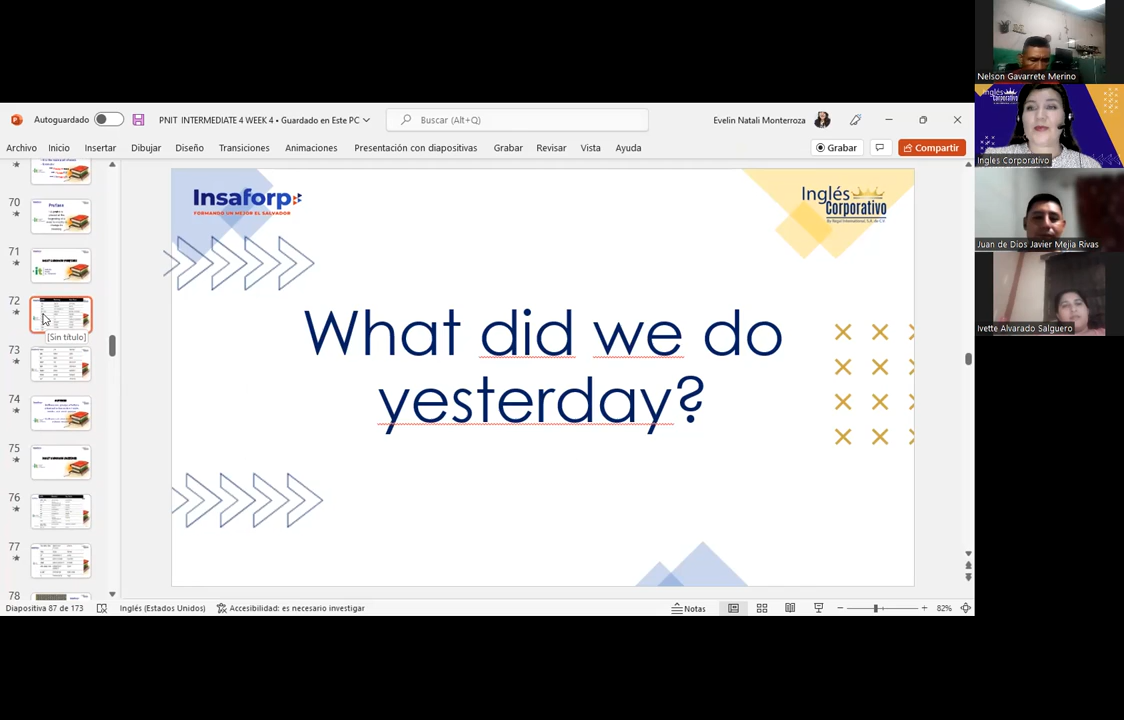 Autoguardado
PNIT INTERMEDIATE 4 WEEK 4 • Guardado en Este PC
Buscar (Alt+Q)
Evelin Natali Monterroza
Archivo Inicio Insertar Dibujar Diseño Transiciones Animaciones Presentación con diapositivas Grabar Revisar Vista Ayuda
Grabar
Compartir
70
Prefixes
71
72
[Sin título]
73
74
75
76
77
78
Insaforp
FORMANDO UN MEJOR EL SALVADOR
Inglés
Corporativo
What did we do
yesterday?
Diapositiva 87 de 173 Inglés (Estados Unidos) Accesibilidad: es necesario investigar Notas 82%
Nelson Gavarrete Merino
Inglés
Corporativo
Ingles Corporativo
Juan de Dios Javier Mejia Rivas
Ivette Alvarado Salguero